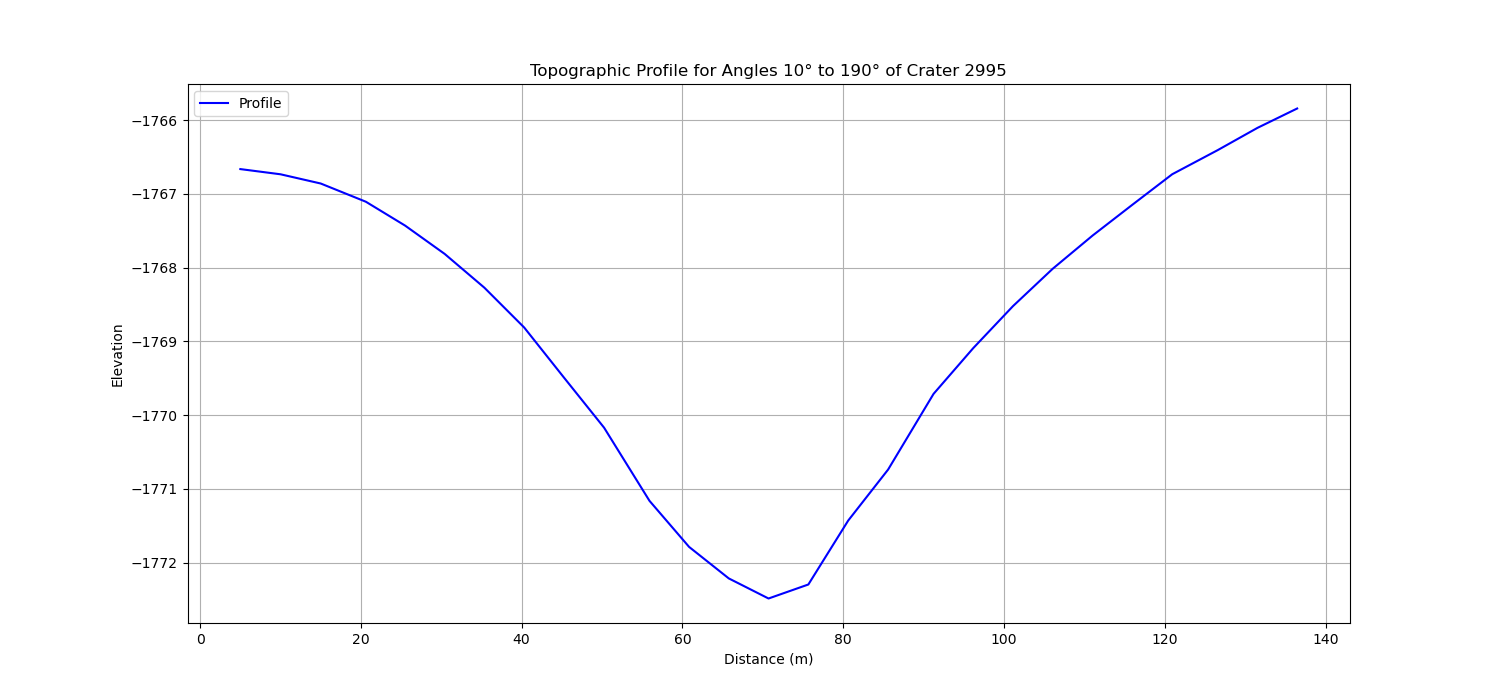 Topographic Profile for Angles 10° to 190° of Crater 2995
Profile
−1766
−1767
−1768
−1769
−1770
−1771
−1772
Elevation
0 20 40 60 80 100 120 140
Distance (m)